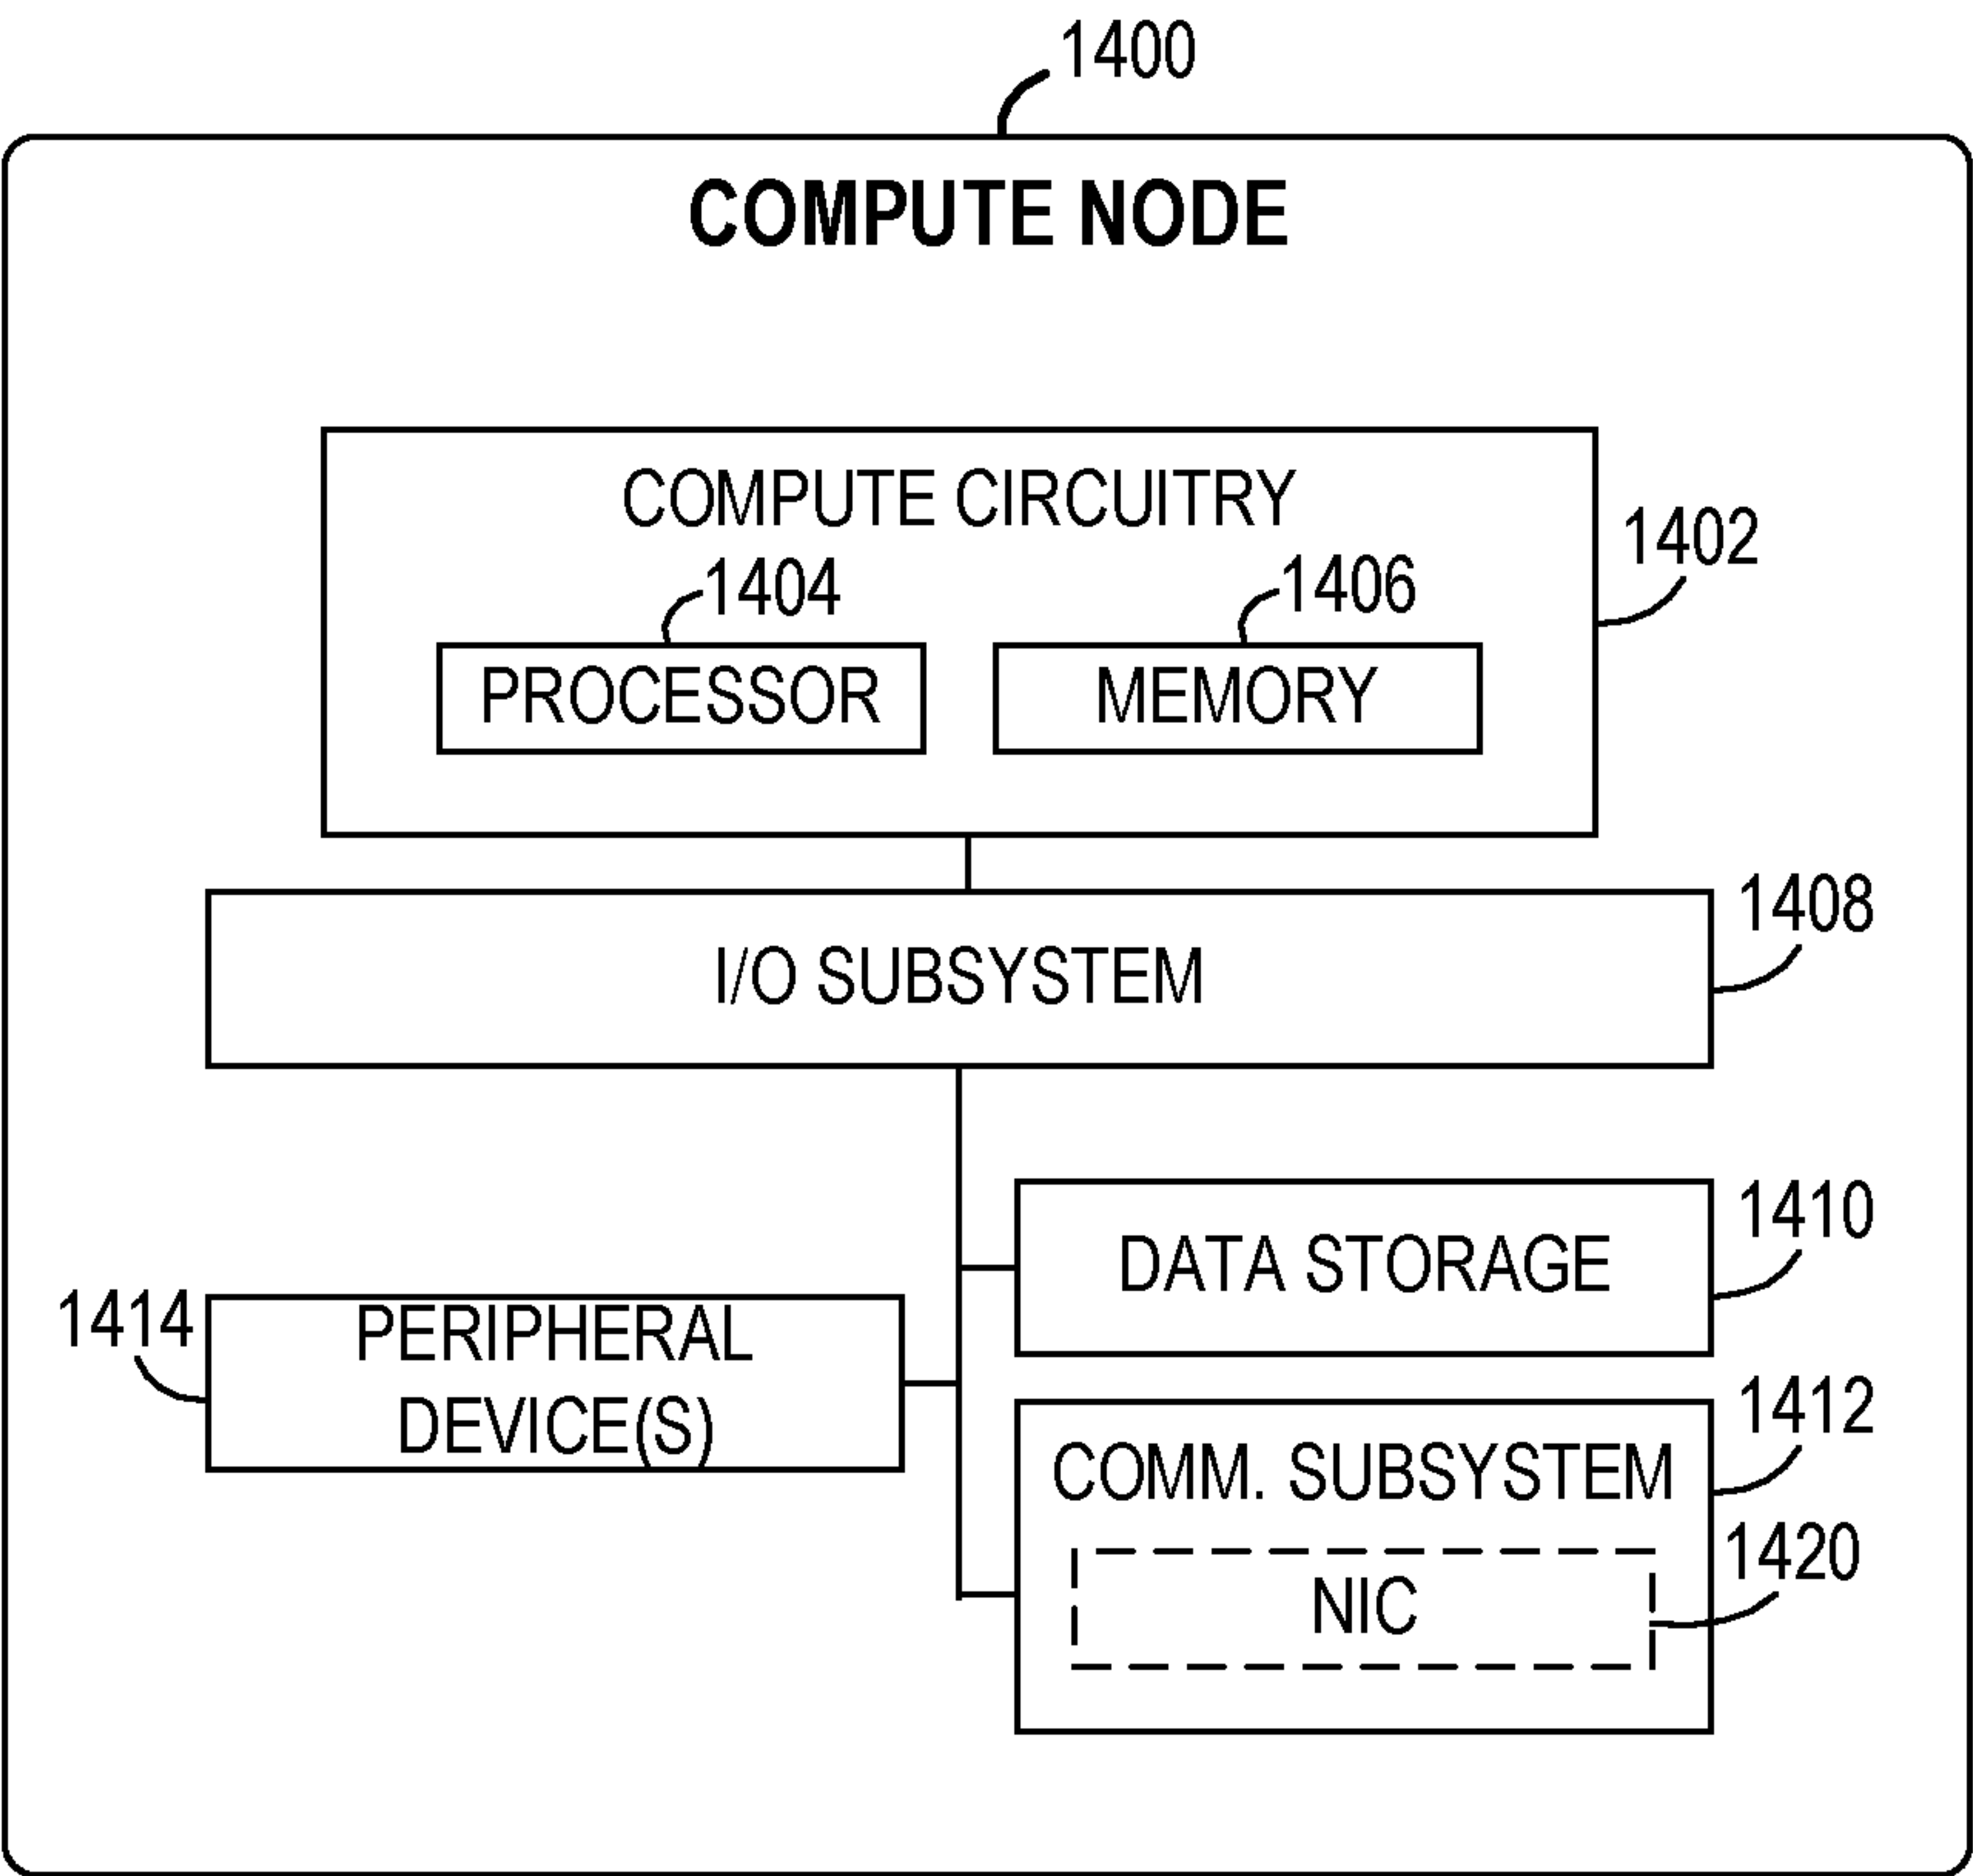 1400
COMPUTE NODE
COMPUTE CIRCUITRY
1402
1404
1406
PROCESSOR
MEMORY
1408
I/O SUBSYSTEM
1410
DATA STORAGE
1414
PERIPHERAL
DEVICE(S)
1412
COMM. SUBSYSTEM
1420
NIC